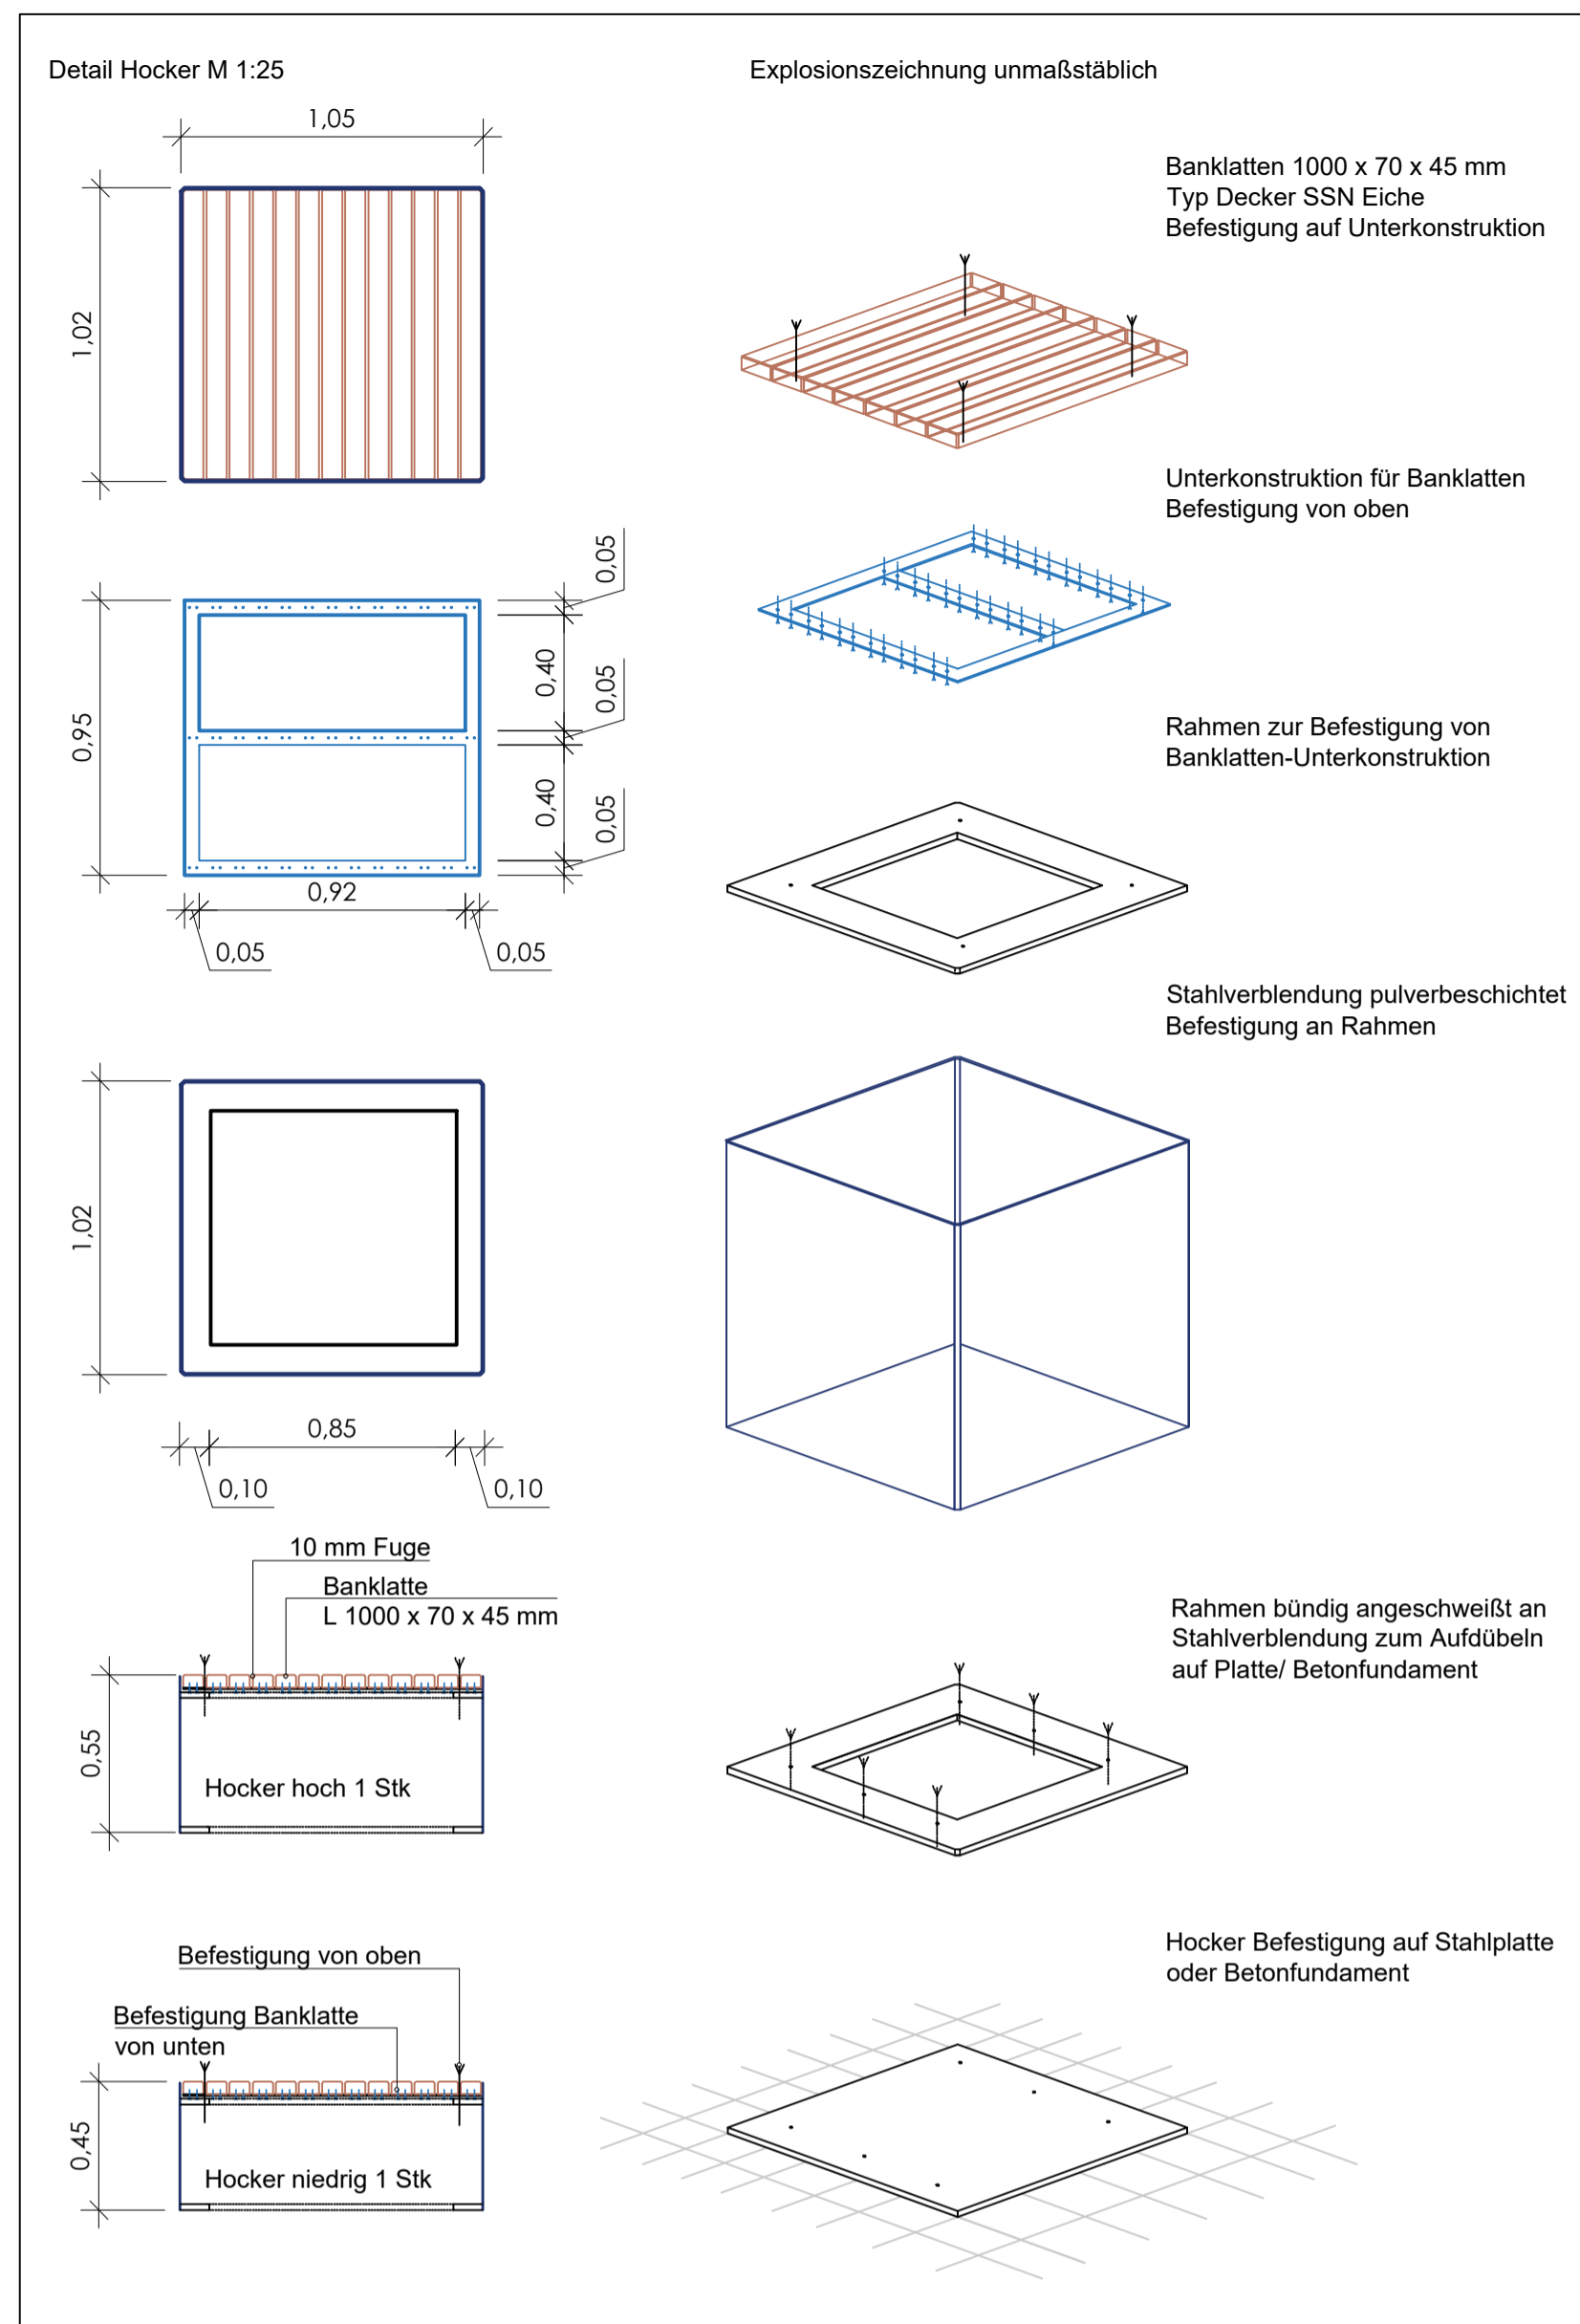 Detail Hocker M 1:25
Explosionszeichnung unmaßstäblich
1,05
1,02
Banklatten 1000 x 70 x 45 mm
Typ Decker SSN Eiche
Befestigung auf Unterkonstruktion
Unterkonstruktion für Banklatten
Befestigung von oben
0,05
0,40
0,05
0,95
0,40
0,05
0,92
0,05
0,05
Rahmen zur Befestigung von
Banklatten-Unterkonstruktion
Stahlverblendung pulverbeschichtet
Befestigung an Rahmen
1,02
0,85
0,10
0,10
10 mm Fuge
Banklatte
L 1000 x 70 x 45 mm
0,55
Hocker hoch 1 Stk
Rahmen bündig angeschweißt an
Stahlverblendung zum Aufdübeln
auf Platte/ Betonfundament
Befestigung von oben
Befestigung Banklatte
von unten
0,45
Hocker niedrig 1 Stk
Hocker Befestigung auf Stahlplatte
oder Betonfundament